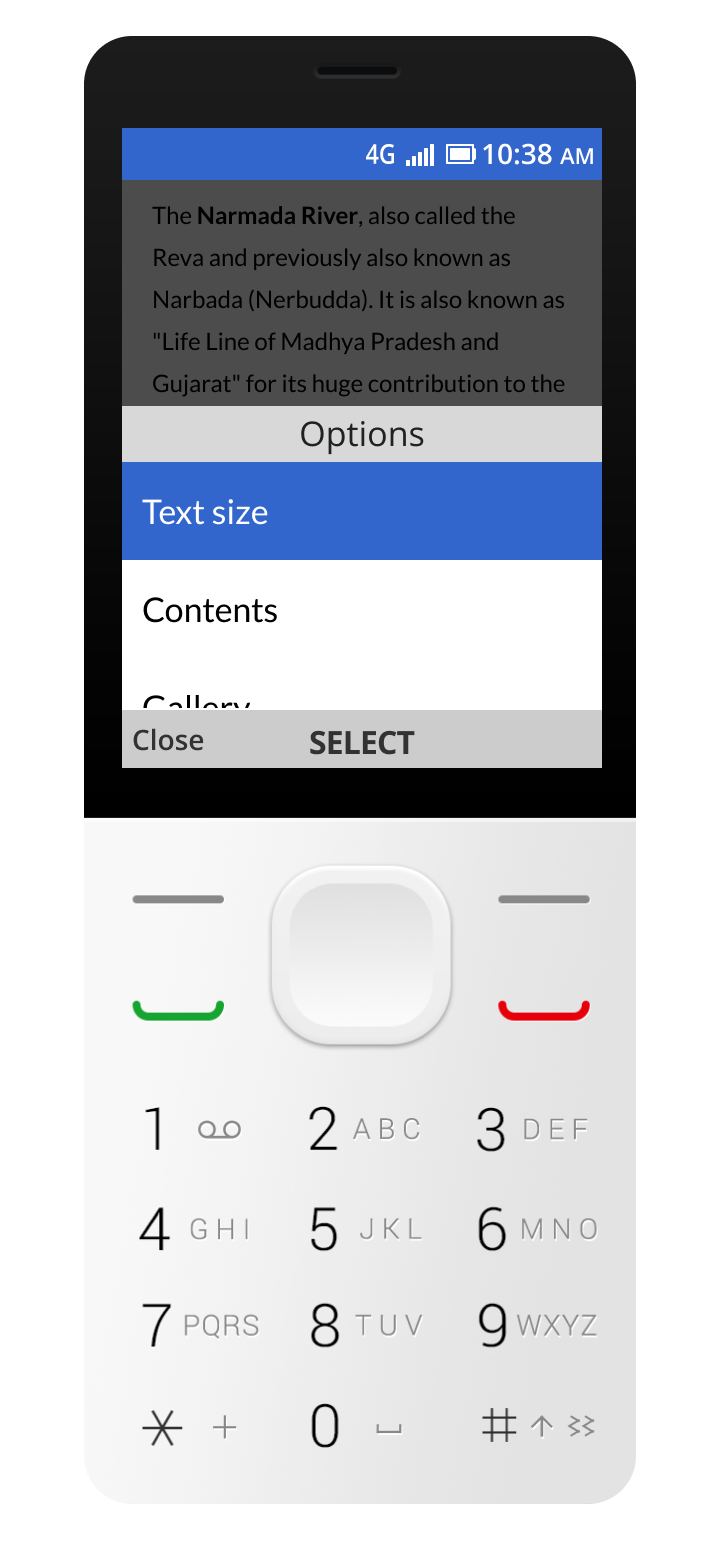 4G 10:38 AM
The Narmada River, also called the
Reva and previously also known as
Narbada (Nerbudda). It is also known as
"Life Line of Madhya Pradesh and
Gujarat" for its huge contribution to the
Options
Text size
Contents
Gallery
Close SELECT
1 2 ABC 3 DEF
4 GHI 5 JKL 6 MNO
7 PQRS 8 TUV 9 WXYZ
* + 0 #